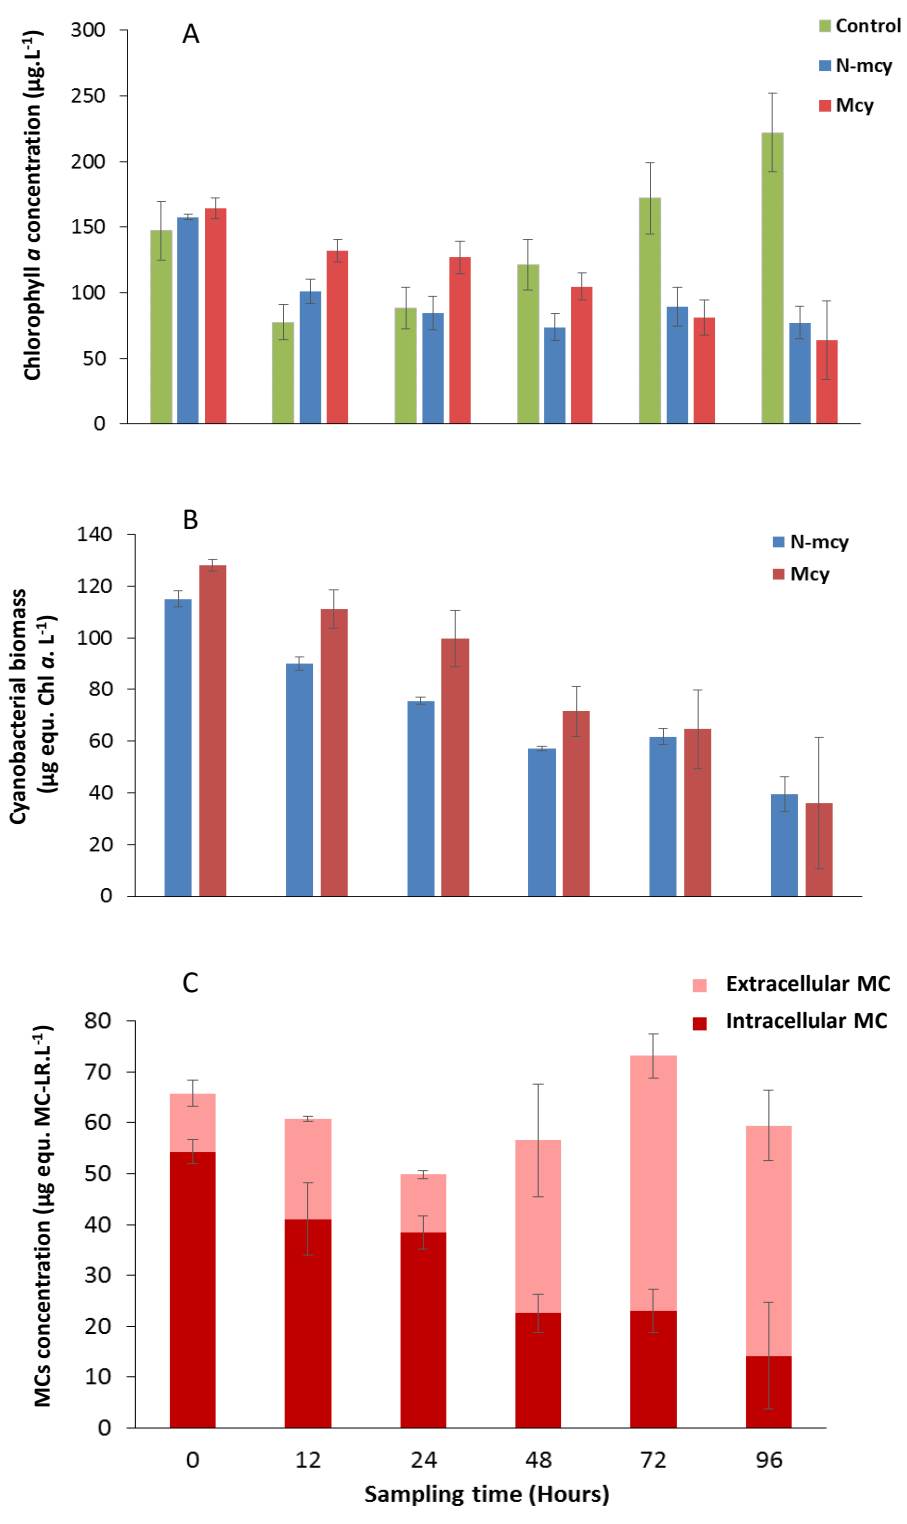 A
Control
N-mcy
Mcy
Chlorophyll a concentration (µg.L-1)
300
250
200
150
100
50
0
B
N-mcy
Mcy
Cyanobacterial biomass
(µg equ. Chl a. L-1)
140
120
100
80
60
40
20
0
C
Extracellular MC
Intracellular MC
MCs concentration (µg equ. MC-LR.L-1)
80
70
60
50
40
30
20
10
0
0 12 24 48 72 96
Sampling time (Hours)